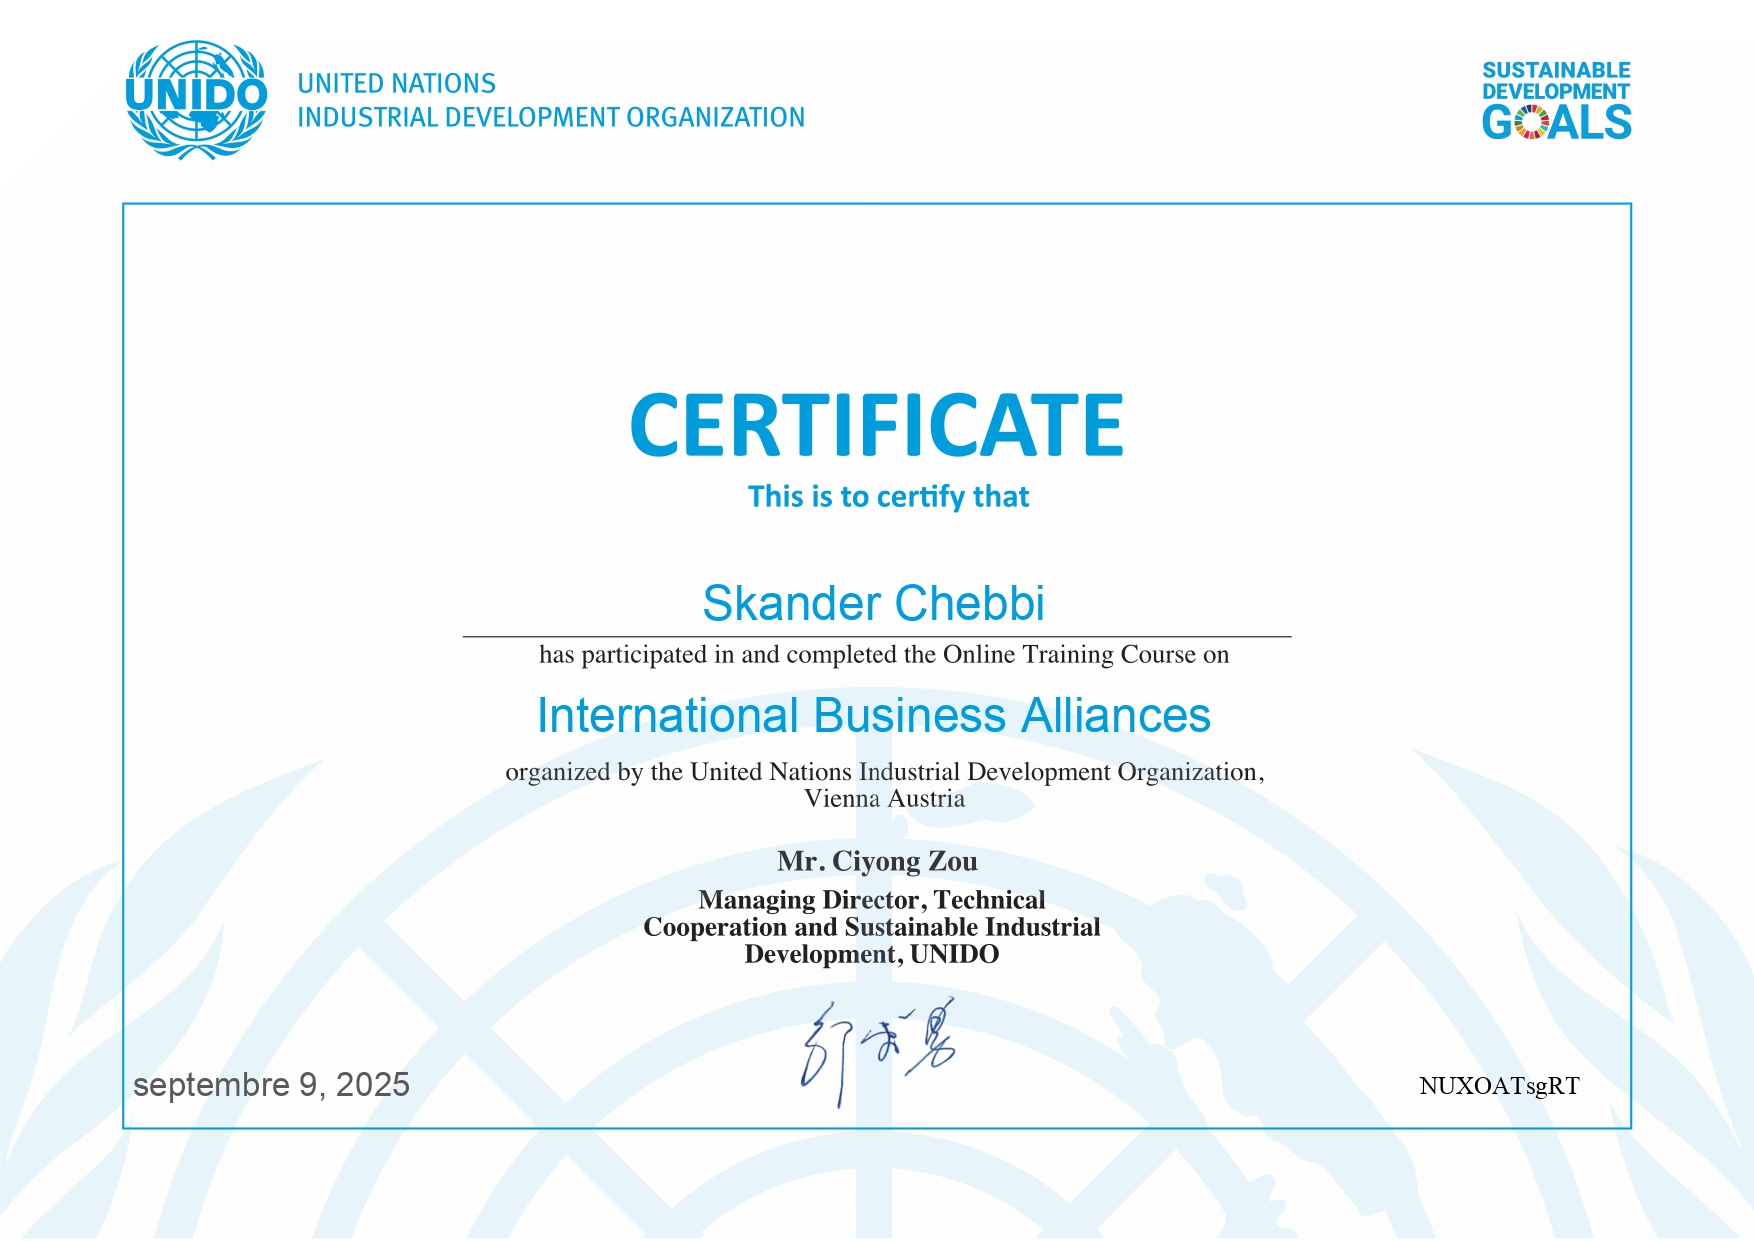 UNIDO
UNITED NATIONS
INDUSTRIAL DEVELOPMENT ORGANIZATION
SUSTAINABLE
DEVELOPMENT
GOALS
CERTIFICATE
This is to certify that
Skander Chebbi
has participated in and completed the Online Training Course on
International Business Alliances
organized by the United Nations Industrial Development Organization,
Vienna Austria
Mr. Ciyong Zou
Managing Director, Technical
Cooperation and Sustainable Industrial
Development, UNIDO
septembre 9, 2025
NUXOATsgRT